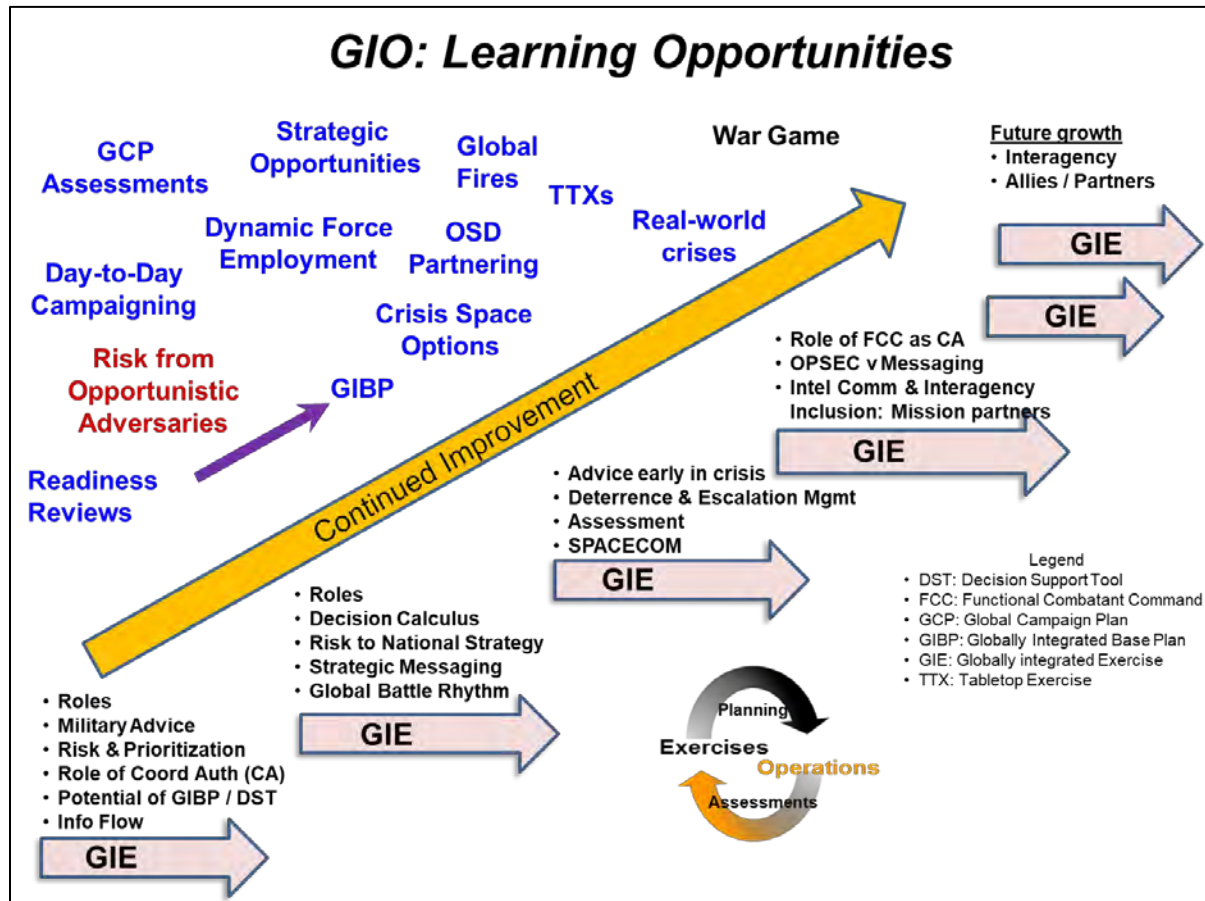 GIO: Learning Opportunities
GCP
Assessments
Strategic
Opportunities
Global
Fires
TTXs
War Game
Future growth
• Interagency
• Allies / Partners
Day-to-Day
Campaigning
Dynamic Force
Employment
OSD
Partnering
Real-world
crises
GIE
GIE
Risk from
Opportunistic
Adversaries
Crisis Space
Options
GIBP
Readiness
Reviews
Continued Improvement
• Role of FCC as CA
• OPSEC v Messaging
• Intel Comm & Interagency
Inclusion: Mission partners
GIE
• Advice early in crisis
• Deterrence & Escalation Mgmt
• Assessment
• SPACECOM
GIE
• Roles
• Decision Calculus
• Risk to National Strategy
• Strategic Messaging
• Global Battle Rhythm
GIE
• Roles
• Military Advice
• Risk & Prioritization
• Role of Coord Auth (CA)
• Potential of GIBP / DST
• Info Flow
GIE
Planning
Exercises
Operations
Assessments
Legend
• DST: Decision Support Tool
• FCC: Functional Combatant Command
• GCP: Global Campaign Plan
• GIBP: Globally Integrated Base Plan
• GIE: Globally integrated Exercise
• TTX: Tabletop Exercise